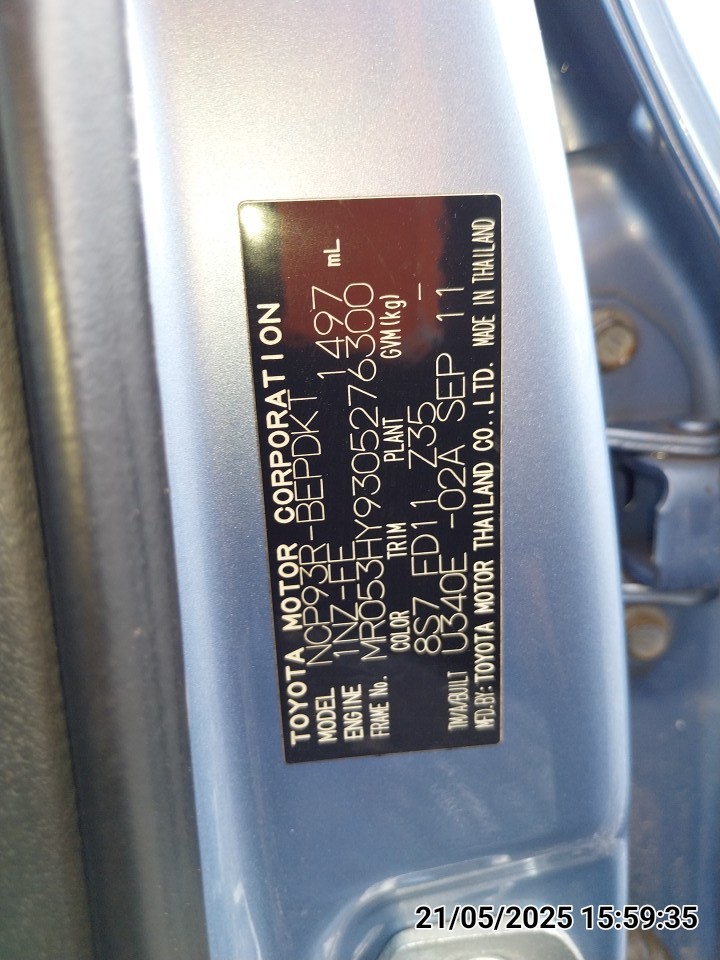 TOYOTA MOTOR CORPORATION
MODEL NCP93R-BEPDKT 1497 mL
ENGINE 1NZ-FE
FRAME No. MR053HY9305276300
COLOR TRIM PLANT GVM(kg)
8S7 FD11 Z35 -
T/A/BUILT U340E -02A SEP 11
MFD.BY: TOYOTA MOTOR THAILAND CO.,LTD. MADE IN THAILAND
21/05/2025 15:59:35